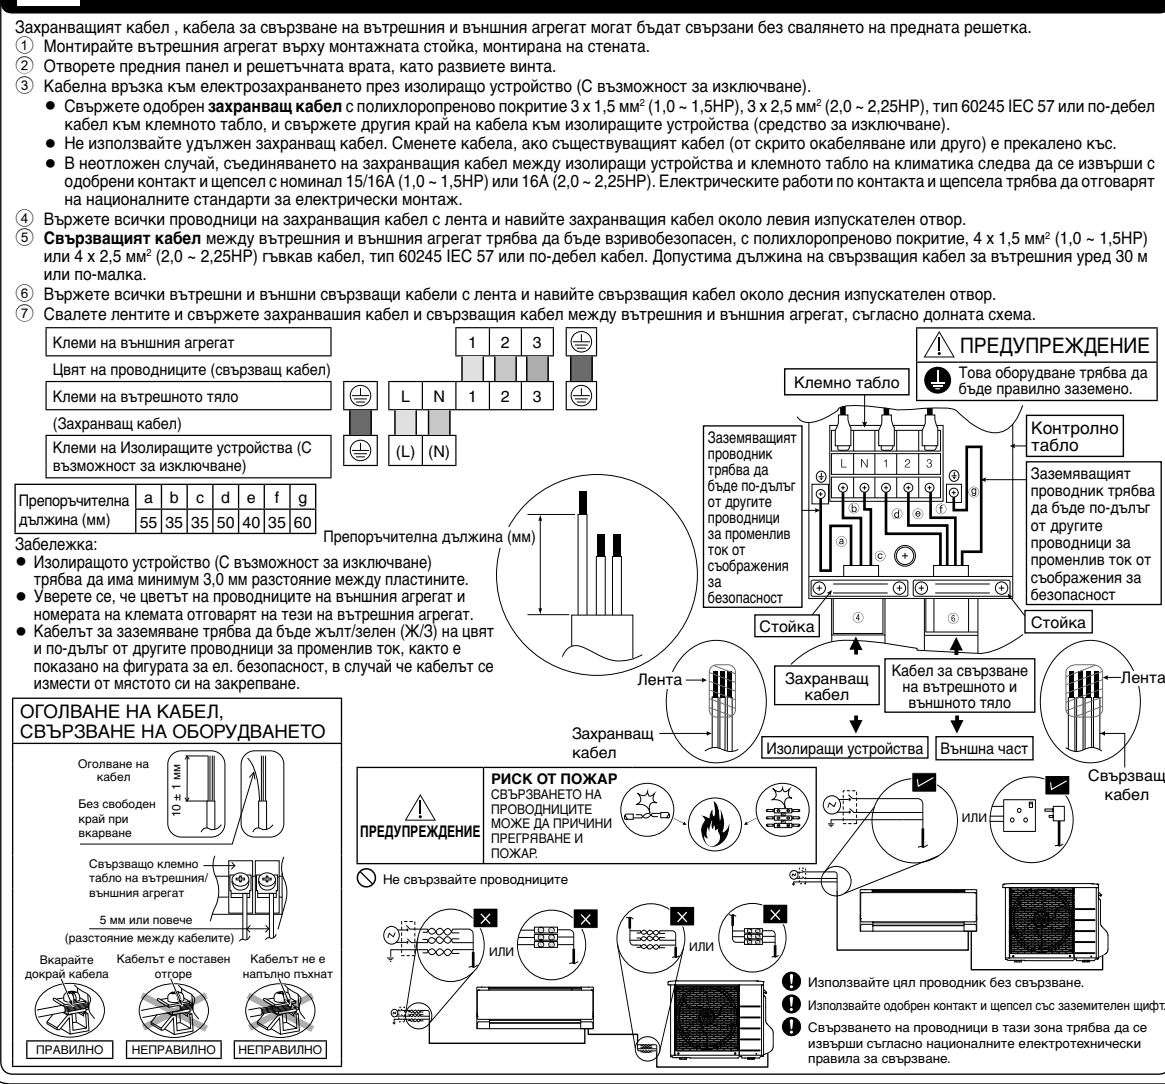 Захранващият кабел , кабела за свързване на вътрешния и външния агрегат могат бъдат свързани без свалянето на предната решетка.
① Монтирайте вътрешния агрегат върху монтажната стойка, монтирана на стената.
② Отворете предния панел и решетъчната врата, като развиете винта.
③ Кабелна връзка към електрозахранването през изолиращо устройство (С възможност за изключване).
● Свържете одобрен захранващ кабел с полихлоропреново покритие 3 x 1,5 мм² (1,0 ~ 1,5HP), 3 x 2,5 мм² (2,0 ~ 2,25HP), тип 60245 IEC 57 или по-дебел
кабел към клемното табло, и свържете другия край на кабела към изолиращите устройства (средство за изключване).
● Не използвайте удължен захранващ кабел. Сменете кабела, ако съществуващият кабел (от скрито окабеляване или друго) е прекалено къс.
● В неотложен случай, съединяването на захранващия кабел между изолиращи устройства и клемното табло на климатика следва да се извърши с
одобрени контакт и щепсел с номинал 15/16A (1,0 ~ 1,5HP) или 16A (2,0 ~ 2,25HP). Електрическите работи по контакта и щепсела трябва да отговарят
на националните стандарти за електрически монтаж.
④ Вържете всички проводници на захранващия кабел с лента и навийте захранващия кабел около левия изпускателен отвор.
⑤ Свързващият кабел между вътрешния и външния агрегат трябва да бъде взривобезопасен, с полихлоропреново покритие, 4 x 1,5 мм² (1,0 ~ 1,5HP)
или 4 x 2,5 мм² (2,0 ~ 2,25HP) гъвкав кабел, тип 60245 IEC 57 или по-дебел кабел. Допустима дължина на свързващия кабел за вътрешния уред 30 м
или по-малка.
⑥ Вържете всички вътрешни и външни свързващи кабели с лента и навийте свързващия кабел около десния изпускателен отвор.
⑦ Свалете лентите и свържете захранвашия кабел и свързващия кабел между вътрешния и външния агрегат, съгласно долната схема.
Клеми на външния агрегат 1 2 3
Цвят на проводниците (свързващ кабел)
Клеми на вътрешното тяло L N 1 2 3
(Захранващ кабел)
Клеми на Изолиращите устройства (С
възможност за изключване) (L) (N)
Препоръчителна
дължина (мм)
a b c d e f g
55 35 35 50 40 35 60
Забележка:
● Изолиращото устройство (С възможност за изключване)
трябва да има минимум 3,0 мм разстояние между пластините.
● Уверете се, че цветът на проводниците на външния агрегат и
номерата на клемата отговарят на тези на вътрешния агрегат.
● Кабелът за заземяване трябва да бъде жълт/зелен (Ж/З) на цвят
и по-дълъг от другите проводници за променлив ток, както е
показано на фигурата за ел. безопасност, в случай че кабелът се
измести от мястото си на закрепване.
Препоръчителна дължина (мм)
ПРЕДУПРЕЖДЕНИЕ
Това оборудване трябва да
бъде правилно заземено.
Клемно табло
Контролно
табло
Заземяващият
проводник
трябва да
бъде по-дълъг
от другите
проводници
за променлив
ток от
съображения
за
безопасност
L N 1 2 3
ⓐ
ⓑ
ⓒ
ⓓ
ⓔ
ⓕ
ⓖ
Заземяващият
проводник трябва
да бъде по-дълъг
от другите
проводници за
променлив ток от
съображения за
безопасност
Стойка
④
⑥
Стойка
Лента
Захранващ
кабел
Захранващ
кабел
Кабел за свързване
на вътрешното и
външното тяло
Лента
Изолиращи устройства
Външна част
Свързващ
кабел
ОГОЛВАНЕ НА КАБЕЛ,
СВЪРЗВАНЕ НА ОБОРУДВАНЕТО
Оголване на
кабел
10 ± 1 мм
Без свободен
край при
вкарване
Свързващо клемно
табло на вътрешния/
външния агрегат
5 мм или повече
(разстояние между кабелите)
Вкарайте
докрай кабела
Кабелът е поставен
отгоре
Кабелът не е
напълно пъхнат
ПРАВИЛНО
НЕПРАВИЛНО
НЕПРАВИЛНО
ПРЕДУПРЕЖДЕНИЕ
РИСК ОТ ПОЖАР
СВЪРЗВАНЕТО НА
ПРОВОДНИЦИТЕ
МОЖЕ ДА ПРИЧИНИ
ПРЕГРЯВАНЕ И
ПОЖАР.
Не свързвайте проводниците
ИЛИ
ИЛИ
ИЛИ
Използвайте цял проводник без свързване.
Използвайте одобрен контакт и щепсел със заземителен щифт.
Свързването на проводници в тази зона трябва да се
извърши съгласно националните електротехнически
правила за свързване.